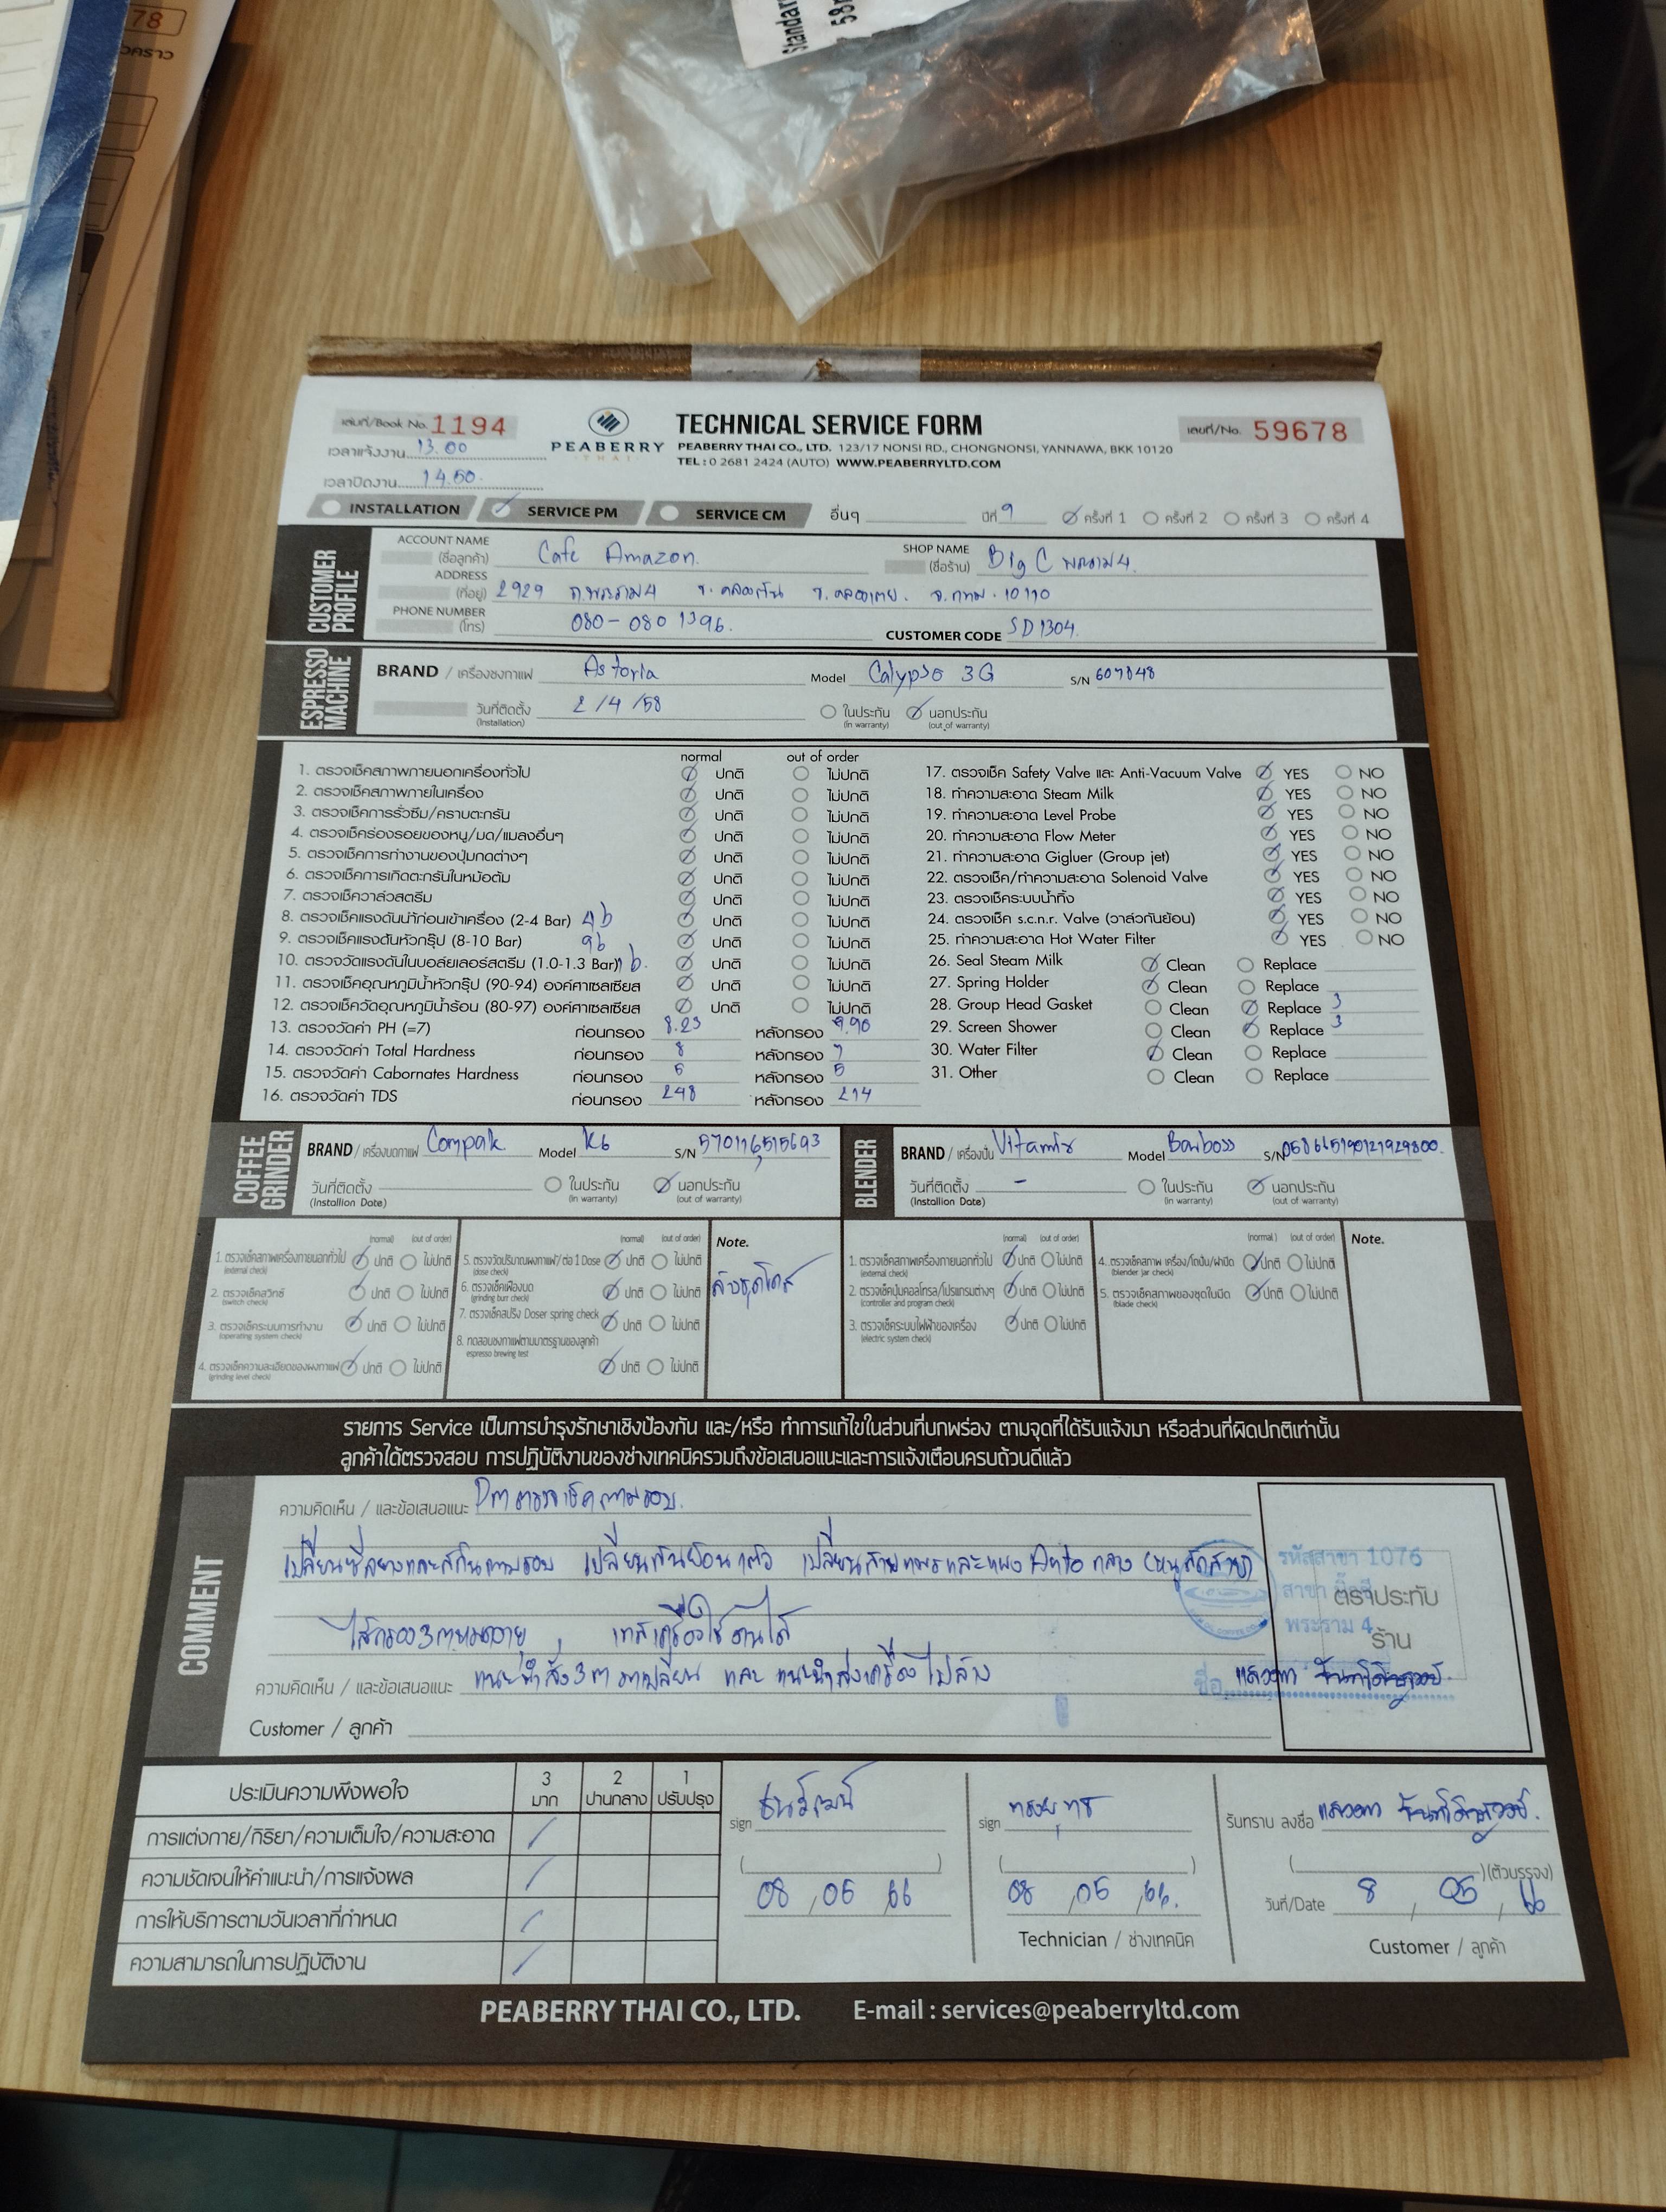 78
Standar
58
เล่มที่/Book No. 1194
PEABERRY
THAI
TECHNICAL SERVICE FORM
PEABERRY THAI CO., LTD. 123/17 NONSI RD., CHONGNONSI, YANNAWA, BKK 10120
TEL : 0 2681 2424 (AUTO) WWW.PEABERRYLTD.COM
เลขที่/No. 59678
เวลาแจ้งงาน 13.00
เวลาปิดงาน 14.50
INSTALLATION SERVICE PM SERVICE CM อื่นๆ ปีที่ 9 ครั้งที่ 1 ครั้งที่ 2 ครั้งที่ 3 ครั้งที่ 4
CUSTOMER PROFILE
ACCOUNT NAME (ชื่อลูกค้า) Cafe Amazon. SHOP NAME (ชื่อร้าน) Big C พระราม 4
ADDRESS (ที่อยู่) 2929 ถ.พระราม4 ข.คลองตัน ข.คลองเตย. จ.กทม. 10110
PHONE NUMBER (โทร) 080-080 1396. CUSTOMER CODE SD1304.
ESPRESSO MACHINE
BRAND / เครื่องชงกาแฟ Astoria Model Calypso 3G S/N 607848
วันที่ติดตั้ง (Installation) 2/4/58 ในประกัน (in warranty) นอกประกัน (out of warranty)
normal out of order
1. ตรวจเช็คสภาพภายนอกเครื่องทั่วไป ปกติ ไม่ปกติ
2. ตรวจเช็คสภาพภายในเครื่อง ปกติ ไม่ปกติ
3. ตรวจเช็คการรั่วซึม/คราบตะกรัน ปกติ ไม่ปกติ
4. ตรวจเช็คร่องรอยของหนู/มด/แมลงอื่นๆ ปกติ ไม่ปกติ
5. ตรวจเช็คการทำงานของปุ่มกดต่างๆ ปกติ ไม่ปกติ
6. ตรวจเช็คการเกิดตะกรันในหม้อต้ม ปกติ ไม่ปกติ
7. ตรวจเช็ควาล์วสตรีม ปกติ ไม่ปกติ
8. ตรวจเช็คแรงดันน้ำก่อนเข้าเครื่อง (2-4 Bar) 4b ปกติ ไม่ปกติ
9. ตรวจเช็คแรงดันหัวกรุ๊ป (8-10 Bar) 9b ปกติ ไม่ปกติ
10. ตรวจวัดแรงดันในบอล์ยเลอร์สตรีม (1.0-1.3 Bar) 1 b. ปกติ ไม่ปกติ
11. ตรวจเช็คอุณหภูมิน้ำหัวกรุ๊ป (90-94) องศาเซลเซียส ปกติ ไม่ปกติ
12. ตรวจเช็ควัดอุณหภูมิน้ำร้อน (80-97) องศาเซลเซียส ปกติ ไม่ปกติ
13. ตรวจวัดค่า PH (=7) ก่อนกรอง 8.23 หลังกรอง
14. ตรวจวัดค่า Total Hardness ก่อนกรอง 8 หลังกรอง 7
15. ตรวจวัดค่า Cabornates Hardness ก่อนกรอง 6 หลังกรอง 5
16. ตรวจวัดค่า TDS ก่อนกรอง 248 หลังกรอง 214
17. ตรวจเช็ค Safety Valve และ Anti-Vacuum Valve YES NO
18. ทำความสะอาด Steam Milk YES NO
19. ทำความสะอาด Level Probe YES NO
20. ทำความสะอาด Flow Meter YES NO
21. ทำความสะอาด Gigluer (Group jet) YES NO
22. ตรวจเช็ค/ทำความสะอาด Solenoid Valve YES NO
23. ตรวจเช็คระบบน้ำทิ้ง YES NO
24. ตรวจเช็ค s.c.n.r. Valve (วาล์วกันย้อน) YES NO
25. ทำความสะอาด Hot Water Filter YES NO
26. Seal Steam Milk Clean Replace
27. Spring Holder Clean Replace
28. Group Head Gasket Clean Replace 3
29. Screen Shower Clean Replace 3
30. Water Filter Clean Replace
31. Other Clean Replace
COFFEE GRINDER
BRAND / เครื่องบดกาแฟ Compak Model K6 S/N 570116515693
วันที่ติดตั้ง (Installion Date) ในประกัน (in warranty) นอกประกัน (out of warranty)
BLENDER
BRAND / เครื่องปั่น Vitamix Model Barboss S/N 058665190121929800.
วันที่ติดตั้ง (Installion Date) - ในประกัน (in warranty) นอกประกัน (out of warranty)
(normal) (out of order)
1. ตรวจเช็คสภาพเครื่องภายนอกทั่วไป (external check) ปกติ ไม่ปกติ
2. ตรวจเช็คสวิทซ์ (switch check) ปกติ ไม่ปกติ
3. ตรวจเช็คระบบการทำงาน (operating system check) ปกติ ไม่ปกติ
4. ตรวจเช็คความละเอียดของผงกาแฟ (grinding level check) ปกติ ไม่ปกติ
(normal) (out of order)
5. ตรวจวัดปริมาณผงกาแฟ/ ต่อ 1 Dose (dose check) ปกติ ไม่ปกติ
6. ตรวจเช็คเฟืองบด (grinding burr check) ปกติ ไม่ปกติ
7. ตรวจเช็คสปริง Doser spring check ปกติ ไม่ปกติ
8. ทดสอบชงกาแฟตามมาตรฐานของลูกค้า espresso brewing test ปกติ ไม่ปกติ
Note.
ล้างชุดโดส
(normal) (out of order)
1. ตรวจเช็คสภาพเครื่องภายนอกทั่วไป (external check) ปกติ ไม่ปกติ
2. ตรวจเช็คปุ่มคอลโทรล/โปรแกรมต่างๆ (controller and program check) ปกติ ไม่ปกติ
3. ตรวจเช็คระบบไฟฟ้าของเครื่อง (electric system check) ปกติ ไม่ปกติ
(normal) (out of order)
4. ตรวจเช็คสภาพ เครื่อง/โถปั่น/ฝาปิด (blender jar check) ปกติ ไม่ปกติ
5. ตรวจเช็คสภาพของชุดใบมีด (blade check) ปกติ ไม่ปกติ
Note.
รายการ Service เป็นการบำรุงรักษาเชิงป้องกัน และ/หรือ ทำการแก้ไขในส่วนที่บกพร่อง ตามจุดที่ได้รับแจ้งมา หรือส่วนที่ผิดปกติเท่านั้น
ลูกค้าได้ตรวจสอบ การปฏิบัติงานของช่างเทคนิครวมถึงข้อเสนอแนะและการแจ้งเตือนครบถ้วนดีแล้ว
COMMENT
ความคิดเห็น / และข้อเสนอแนะ Pm ตรวจเช็คตามรอบ.
เปลี่ยนซีลยางและสกีนตามรอบ เปลี่ยนกันย้อนแล้ว เปลี่ยนสายแพรและแผง Auto กลาง (หนูกัดสาย)
ไส้กรอง3mหมดอายุ เทสเครื่องใช้งานได้
ความคิดเห็น / และข้อเสนอแนะ แนะนำสั่ง3m มาเปลี่ยน และ แนะนำส่งเครื่องไปล้าง
Customer / ลูกค้า
รหัสสาขา 1076
สาขา
พระราม 4
ชื่อ
ตราประทับ
ร้าน
ประเมินความพึงพอใจ 3 มาก 2 ปานกลาง 1 ปรับปรุง
การแต่งกาย/กิริยา/ความเต็มใจ/ความสะอาด
ความชัดเจนให้คำแนะนำ/การแจ้งผล
การให้บริการตามวันเวลาที่กำหนด
ความสามารถในการปฏิบัติงาน
sign ธนวัฒน์
08 , 05 , 66
sign ทรงยุทธ
08 , 05 , 66.
Technician / ช่างเทคนิค
รับทราบ ลงชื่อ
(ตัวบรรจง)
วันที่/Date 8 , 05 , 66
Customer / ลูกค้า
PEABERRY THAI CO., LTD. E-mail : services@peaberryltd.com